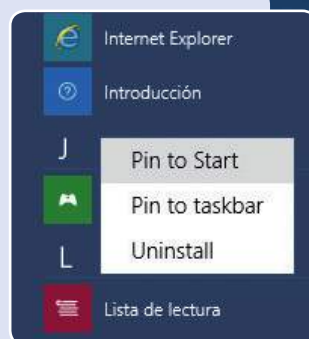 Internet Explorer
Introducción
J
Pin to Start
Pin to taskbar
L
Uninstall
Lista de lectura